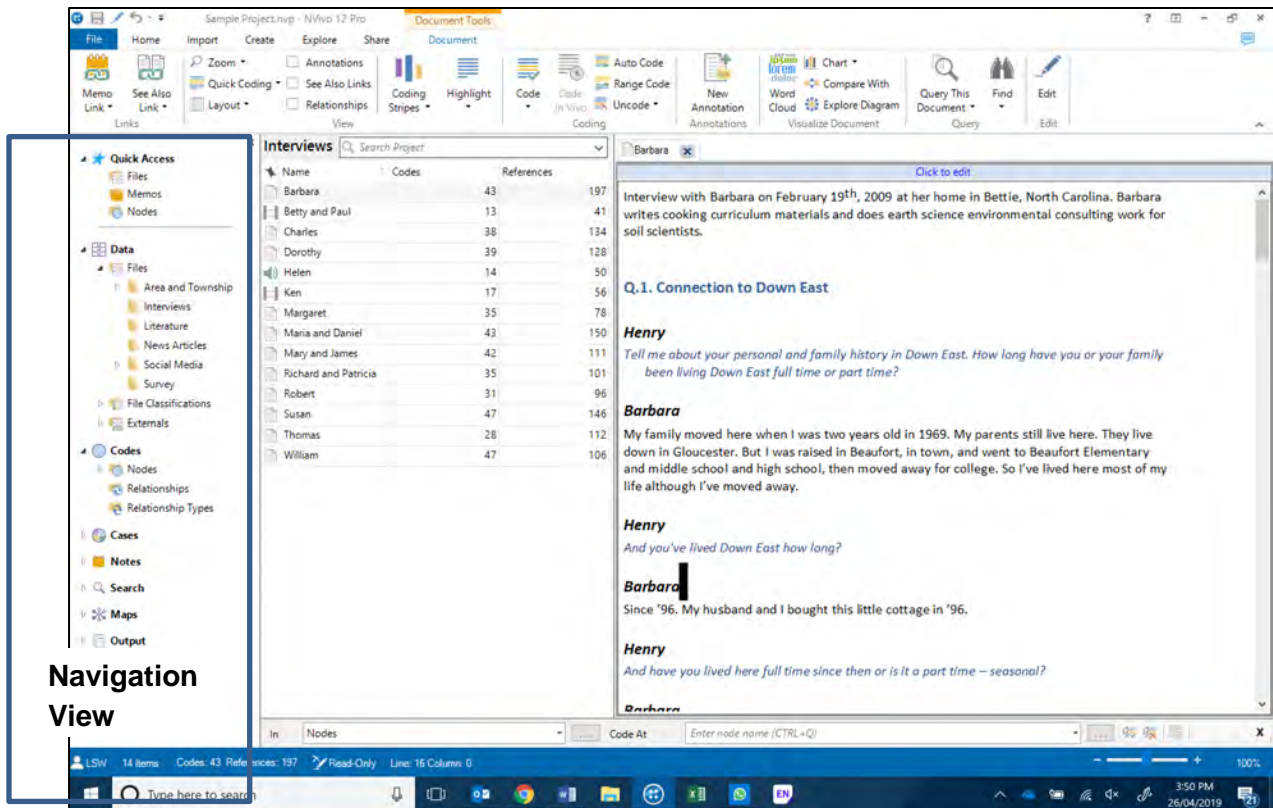 Sample Project.nvp - NVivo 12 Pro
Document Tools
File Home Import Create Explore Share Document
Memo Link
See Also Link
Links
Zoom
Quick Coding
Layout
Annotations
See Also Links
Relationships
View
Coding Stripes
Highlight
Code
Code In Vivo
Auto Code
Range Code
Uncode
Coding
New Annotation
Annotations
Word Cloud
Chart
Compare With
Explore Diagram
Visualize Document
Query This Document
Find
Query
Edit
Edit
Quick Access
Files
Memos
Nodes
Data
Files
Area and Township
Interviews
Literature
News Articles
Social Media
Survey
File Classifications
Externals
Codes
Nodes
Relationships
Relationship Types
Cases
Notes
Search
Maps
Output
Navigation
View
Interviews Search Project
Name Codes References
Barbara 43 197
Betty and Paul 13 41
Charles 38 134
Dorothy 39 128
Helen 14 50
Ken 17 56
Margaret 35 78
Maria and Daniel 43 150
Mary and James 42 111
Richard and Patricia 35 101
Robert 31 96
Susan 47 146
Thomas 28 112
William 47 106
Barbara
Click to edit
Interview with Barbara on February 19th, 2009 at her home in Bettie, North Carolina. Barbara
writes cooking curriculum materials and does earth science environmental consulting work for
soil scientists.
Q.1. Connection to Down East
Henry
Tell me about your personal and family history in Down East. How long have you or your family
been living Down East full time or part time?
Barbara
My family moved here when I was two years old in 1969. My parents still live here. They live
down in Gloucester. But I was raised in Beaufort, in town, and went to Beaufort Elementary
and middle school and high school, then moved away for college. So I've lived here most of my
life although I've moved away.
Henry
And you've lived Down East how long?
Barbara
Since '96. My husband and I bought this little cottage in '96.
Henry
And have you lived here full time since then or is it a part time – seasonal?
Barbara
In Nodes ... Code At Enter node name (CTRL+Q) ... X
LSW 14 Items Codes: 43 References: 197 Read-Only Line: 16 Column: 0 100%
Type here to search
EN
3:50 PM
26/04/2019
21